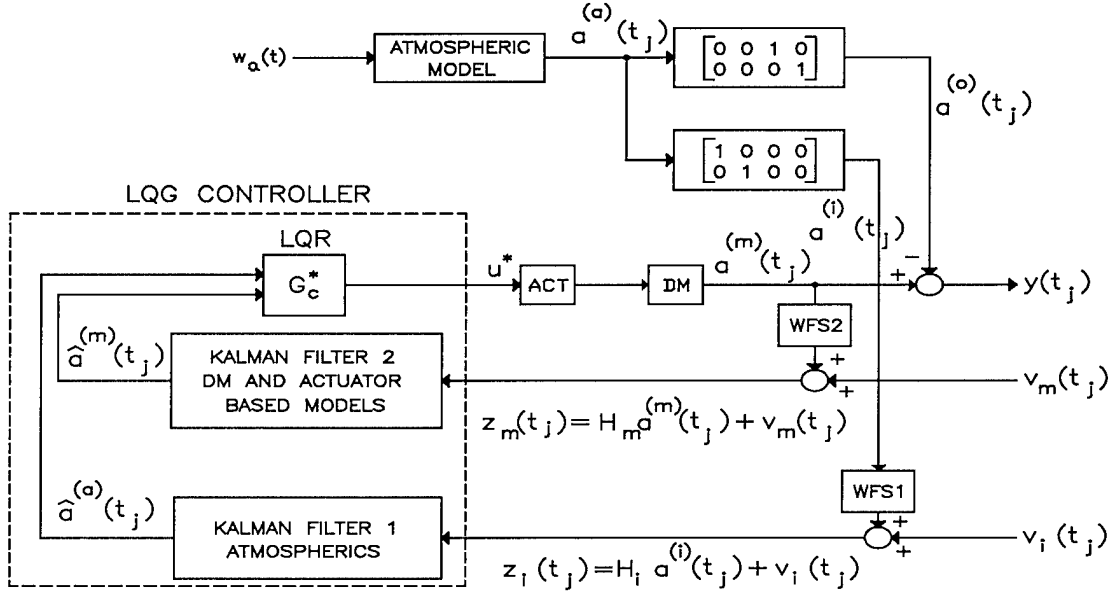 a^(a)(t_j)
w_a(t)
ATMOSPHERIC
MODEL
[0 0 1 0
0 0 0 1]
a^(o)(t_j)
[1 0 0 0
0 1 0 0]
LQG CONTROLLER
a^(i)(t_j)
LQR
G_c^*
u*
ACT
DM
a^(m)(t_j)
+
−
y(t_j)
WFS2
â^(m)(t_j)
KALMAN FILTER 2
DM AND ACTUATOR
BASED MODELS
+
+
v_m(t_j)
z_m(t_j)=H_m a^(m)(t_j)+v_m(t_j)
WFS1
â^(a)(t_j)
KALMAN FILTER 1
ATMOSPHERICS
+
+
v_i(t_j)
z_i(t_j)=H_i a^(i)(t_j)+v_i(t_j)